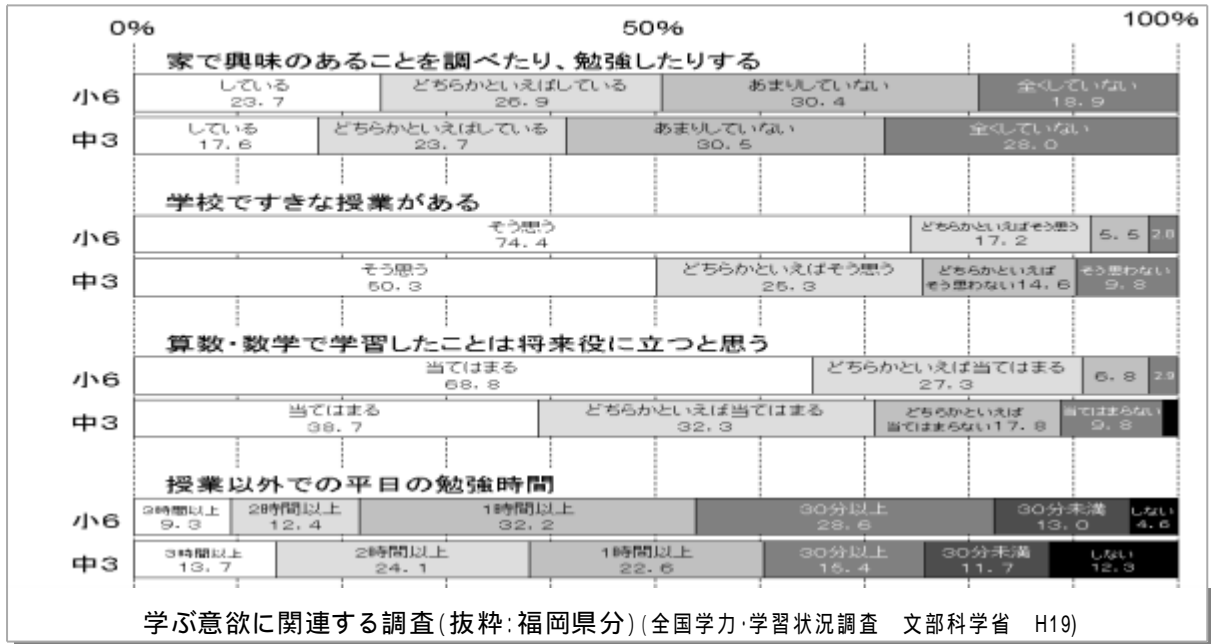 0% 50% 100%
家で興味のあることを調べたり、勉強したりする
小6 している 23.7 どちらかといえばしている 26.9 あまりしていない 30.4 全くしていない 18.9
中3 している 17.6 どちらかといえばしている 23.7 あまりしていない 30.5 全くしていない 28.0
学校ですきな授業がある
小6 そう思う 74.4 どちらかといえばそう思う 17.2 5.5 2.8
中3 そう思う 50.3 どちらかといえばそう思う 25.3 どちらかといえばそう思わない14.6 そう思わない 9.8
算数・数学で学習したことは将来役に立つと思う
小6 当てはまる 68.8 どちらかといえば当てはまる 27.3 6.8 2.9
中3 当てはまる 38.7 どちらかといえば当てはまる 32.3 どちらかといえば当てはまらない17.8 当てはまらない 9.8
授業以外での平日の勉強時間
小6 3時間以上 9.3 2時間以上 12.4 1時間以上 32.2 30分以上 28.6 30分未満 13.0 しない 4.6
中3 3時間以上 13.7 2時間以上 24.1 1時間以上 22.6 30分以上 15.4 30分未満 11.7 しない 12.3
学ぶ意欲に関連する調査(抜粋:福岡県分)(全国学力・学習状況調査 文部科学省 H19)